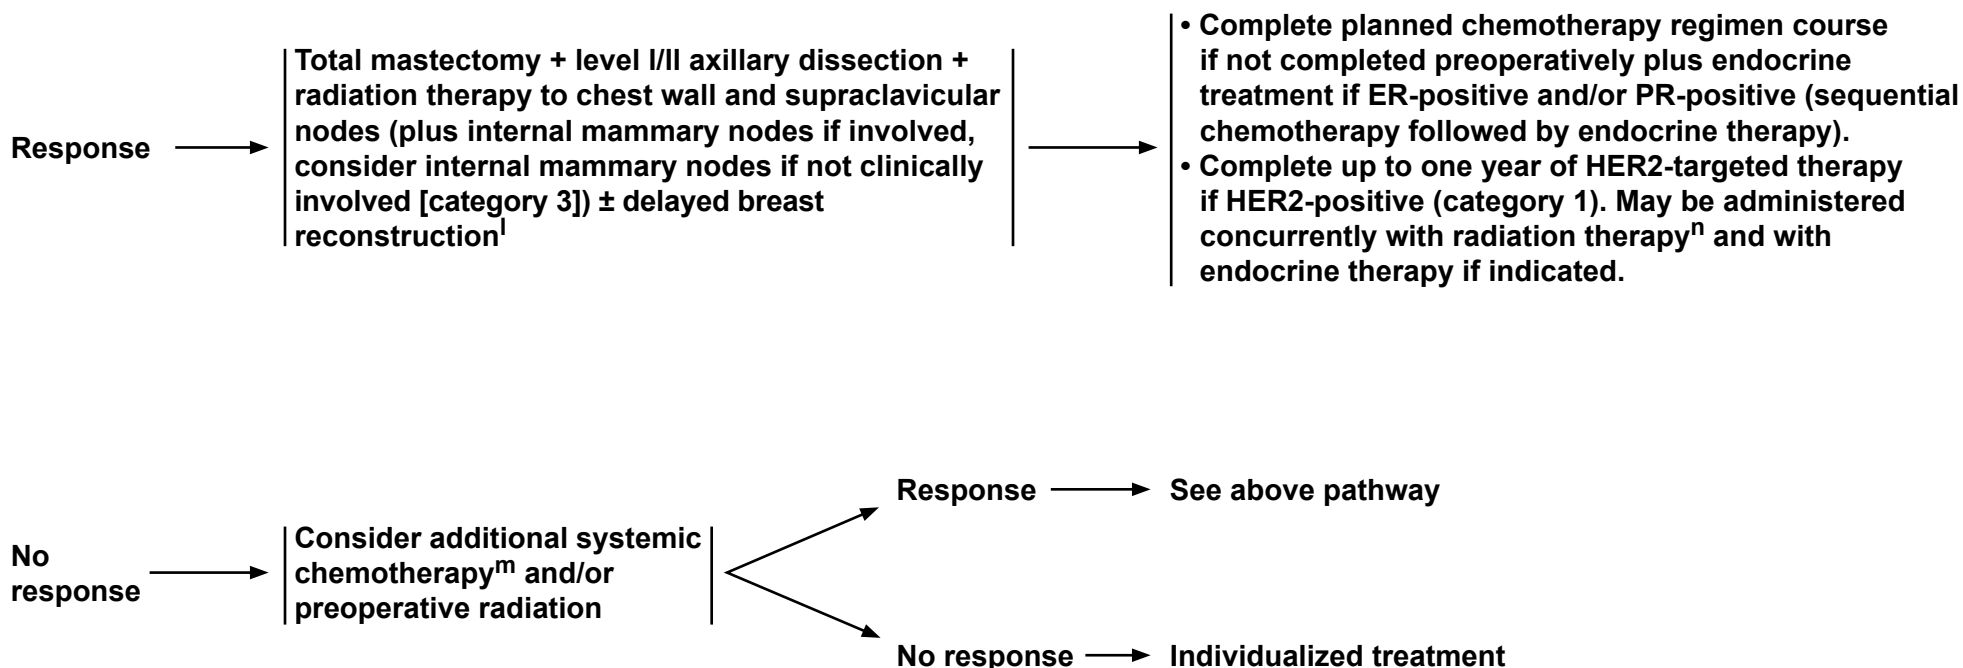 Response
Total mastectomy + level I/II axillary dissection +
radiation therapy to chest wall and supraclavicular
nodes (plus internal mammary nodes if involved,
consider internal mammary nodes if not clinically
involved [category 3]) ± delayed breast
reconstructionl
• Complete planned chemotherapy regimen course
if not completed preoperatively plus endocrine
treatment if ER-positive and/or PR-positive (sequential
chemotherapy followed by endocrine therapy).
• Complete up to one year of HER2-targeted therapy
if HER2-positive (category 1). May be administered
concurrently with radiation therapyn and with
endocrine therapy if indicated.
No
response
Consider additional systemic
chemotherapym and/or
preoperative radiation
Response
See above pathway
No response
Individualized treatment